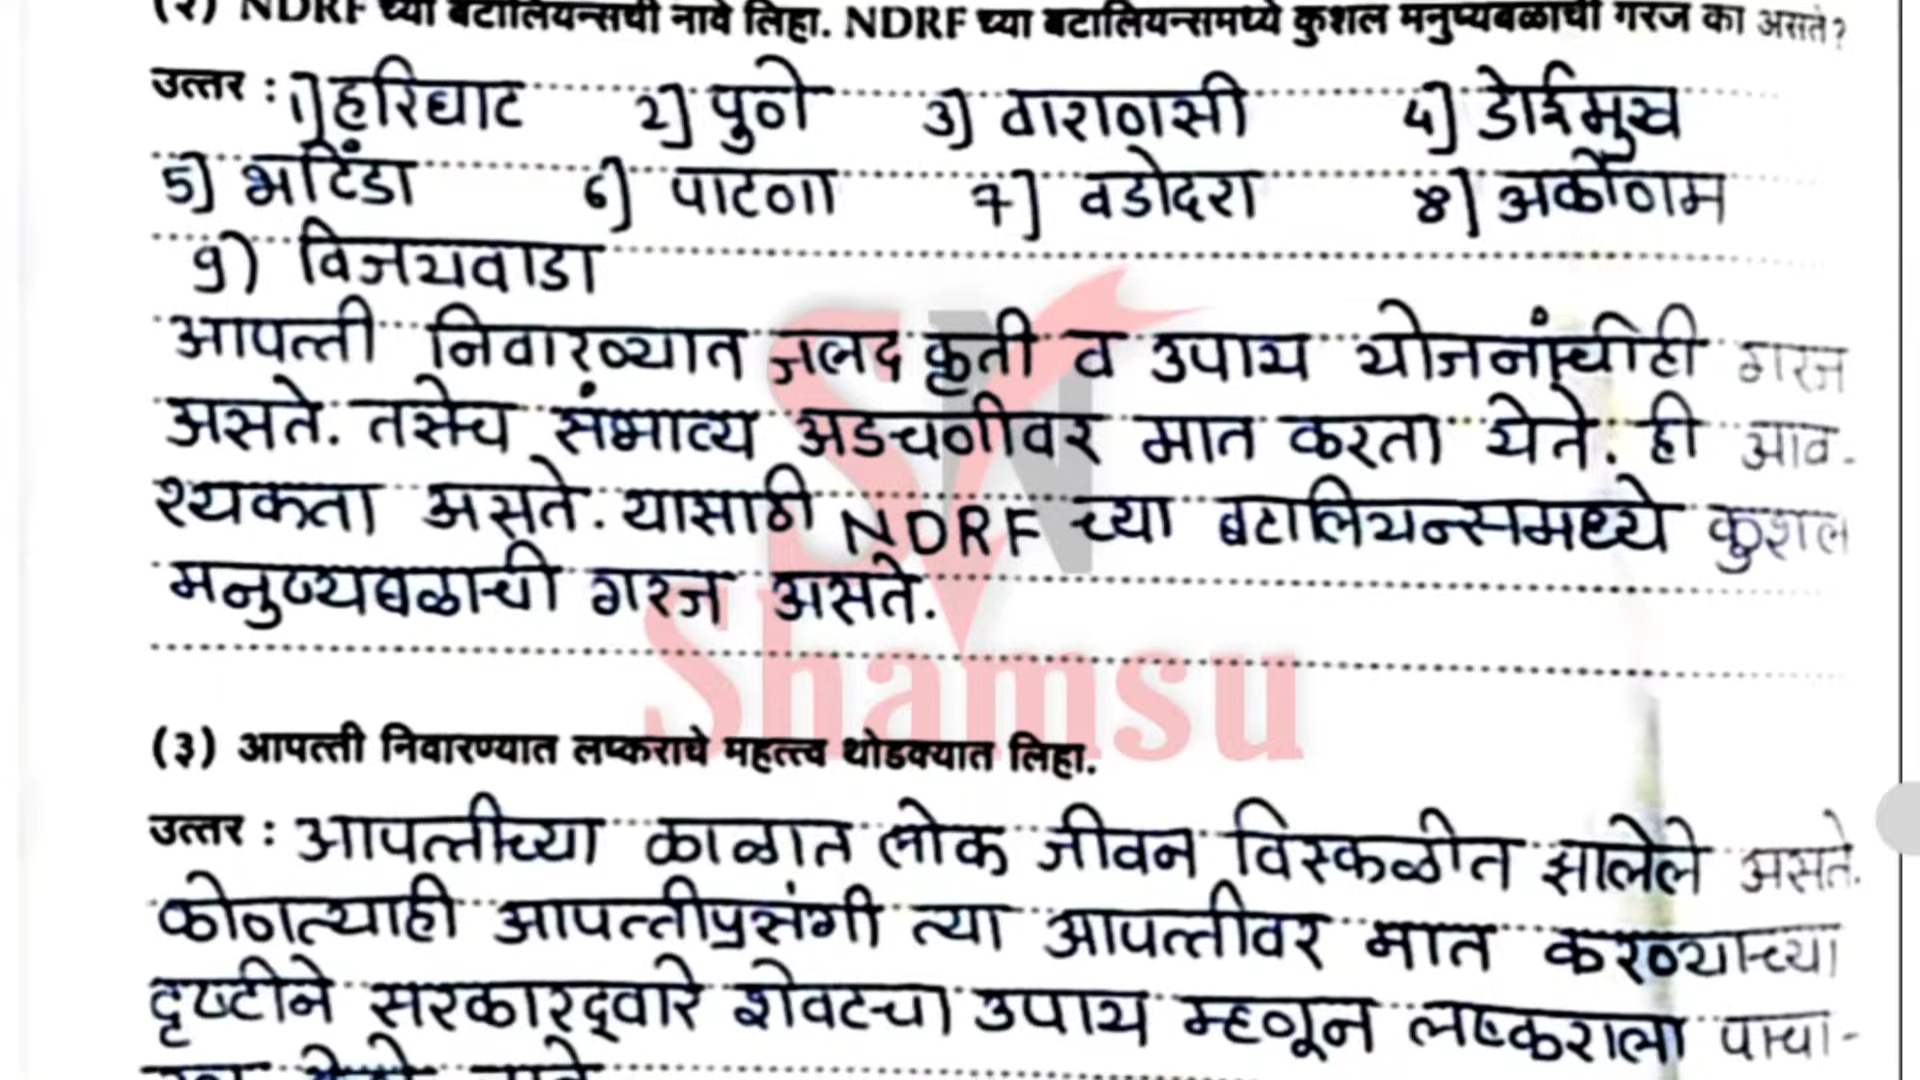 (२) NDRF च्या बटालियन्सची नावे लिहा. NDRF च्या बटालियन्समध्ये कुशल मनुष्यबळाची गरज का असते?
उत्तर : 1) हरिघाट 2) पुणे 3) वाराणसी 4) डोईमुख
5) भटिंडा 6) पाटणा 7) वडोदरा 8) अर्कोणम
9) विजयवाडा
आपत्ती निवारण्यात जलद कृती व उपाय योजनांचीही गरज
असते. तसेच संभाव्य अडचणीवर मात करता येते. ही आव-
श्यकता असते. यासाठी NDRF च्या बटालियन्समध्ये कुशल
मनुष्यबळाची गरज असते.
Shamsu
(३) आपत्ती निवारण्यात लष्कराचे महत्त्व थोडक्यात लिहा.
उत्तर : आपत्तीच्या काळात लोक जीवन विस्कळीत झालेले असते.
कोणत्याही आपत्तीप्रसंगी त्या आपत्तीवर मात करण्याच्या
दृष्टीने सरकारद्वारे शेवटचा उपाय म्हणून लष्कराला पाचा-